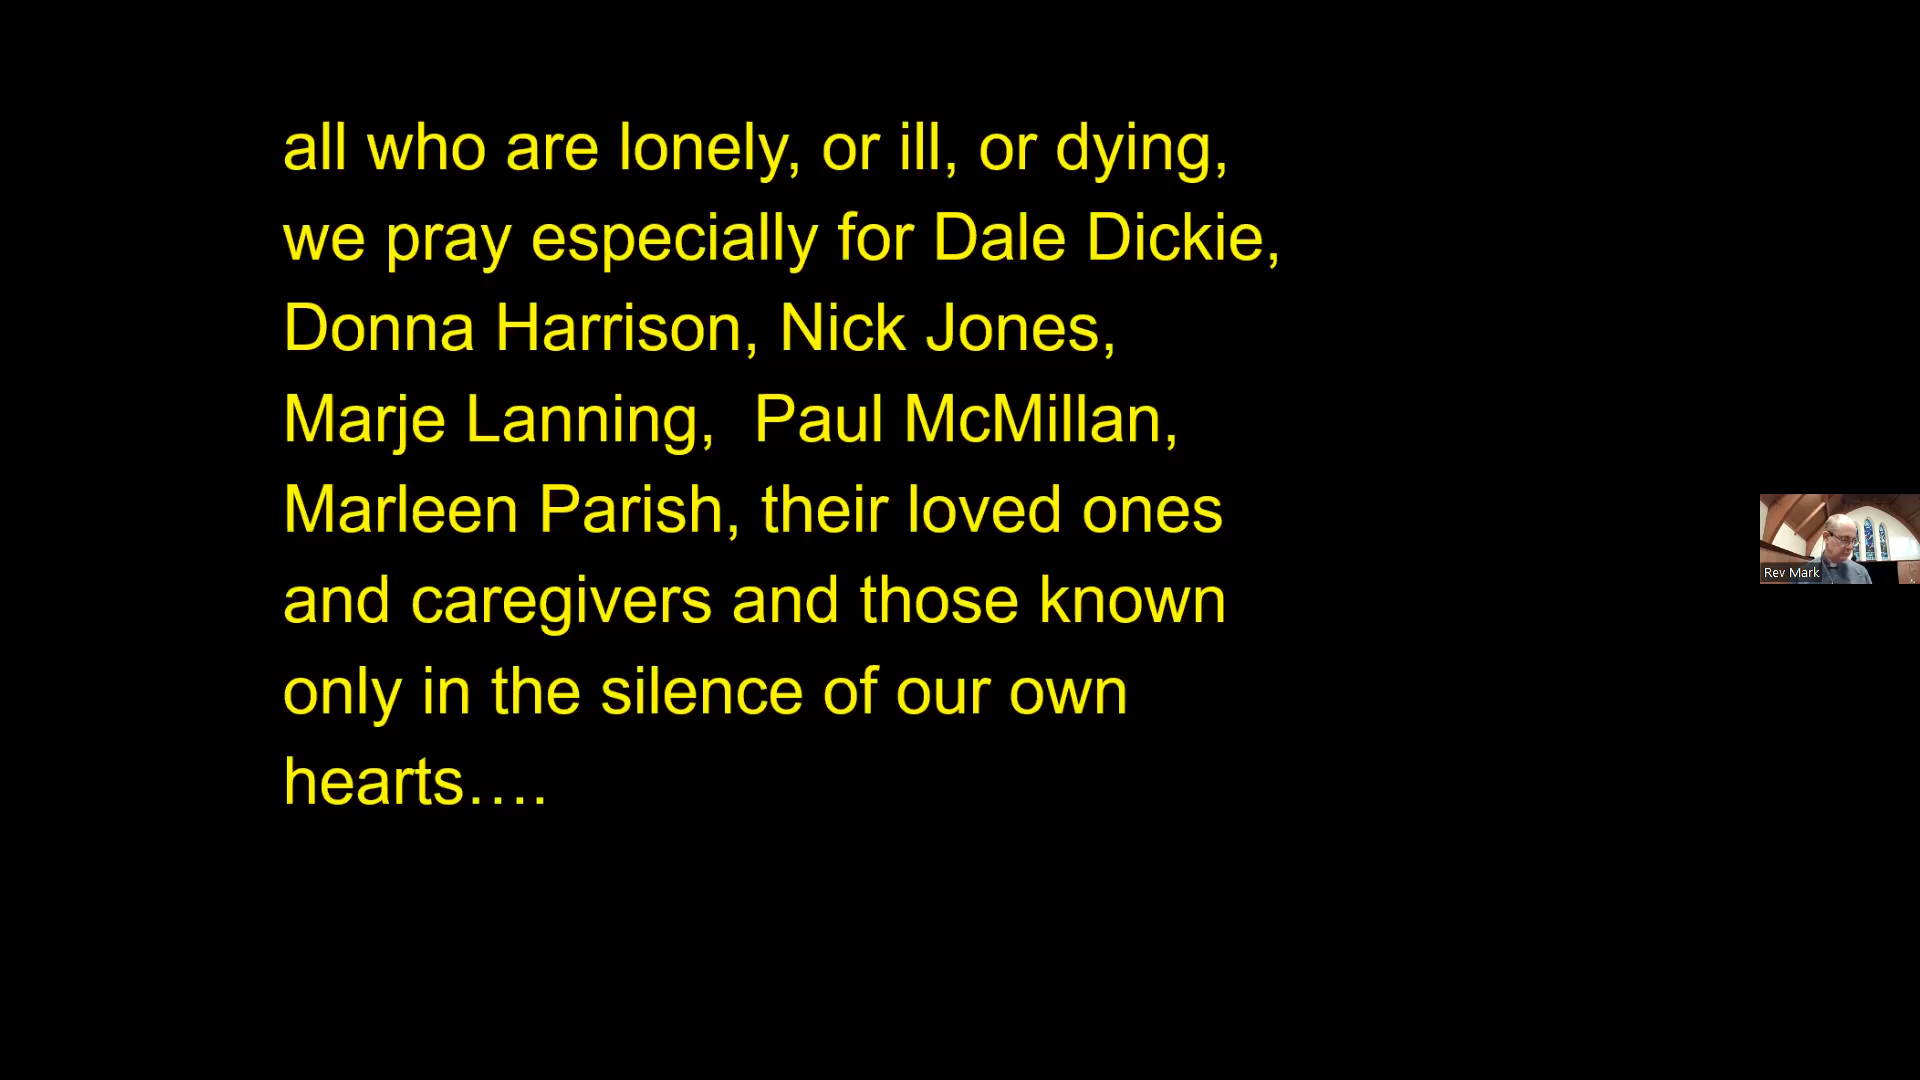 all who are lonely, or ill, or dying,
we pray especially for Dale Dickie,
Donna Harrison, Nick Jones,
Marje Lanning,  Paul McMillan,
Marleen Parish, their loved ones
and caregivers and those known
only in the silence of our own
hearts….
Rev Mark